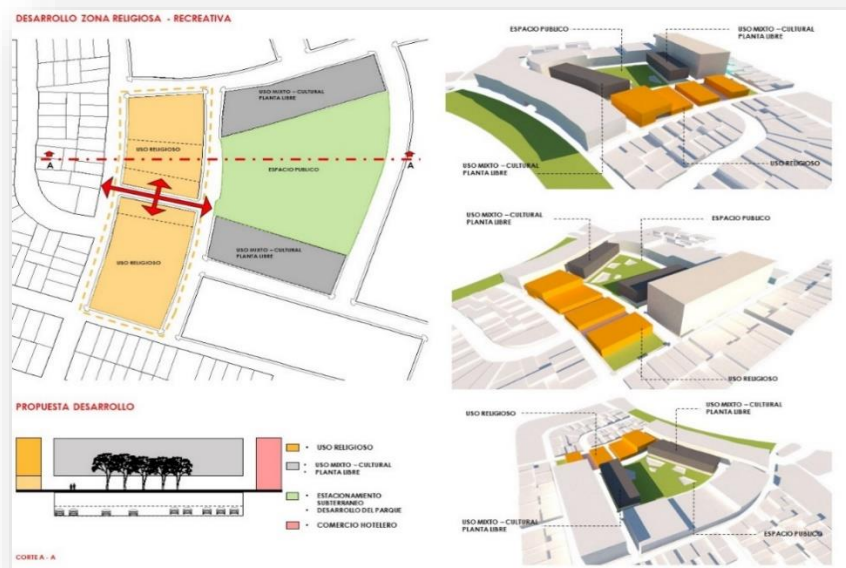 DESARROLLO ZONA RELIGIOSA - RECREATIVA
USO MIXTO – CULTURAL
PLANTA LIBRE
USO RELIGIOSO
A
A
ESPACIO PUBLICO
USO RELIGIOSO
USO MIXTO – CULTURAL
PLANTA LIBRE
ESPACIO PUBLICO
USO MIXTO – CULTURAL
PLANTA LIBRE
USO MIXTO – CULTURAL
PLANTA LIBRE
USO RELIGIOSO
USO MIXTO – CULTURAL
PLANTA LIBRE
ESPACIO PUBLICO
USO RELIGIOSO
PROPUESTA DESARROLLO
• USO RELIGIOSO
• USO MIXTO – CULTURAL
• PLANTA LIBRE
• ESTACIONAMIENTO
SUBTERRANEO
• DESARROLLO DEL PARQUE
• COMERCIO HOTELERO
CORTE A - A
USO RELIGIOSO
USO MIXTO – CULTURAL
PLANTA LIBRE
USO MIXTO – CULTURAL
PLANTA LIBRE
ESPACIO PUBLICO